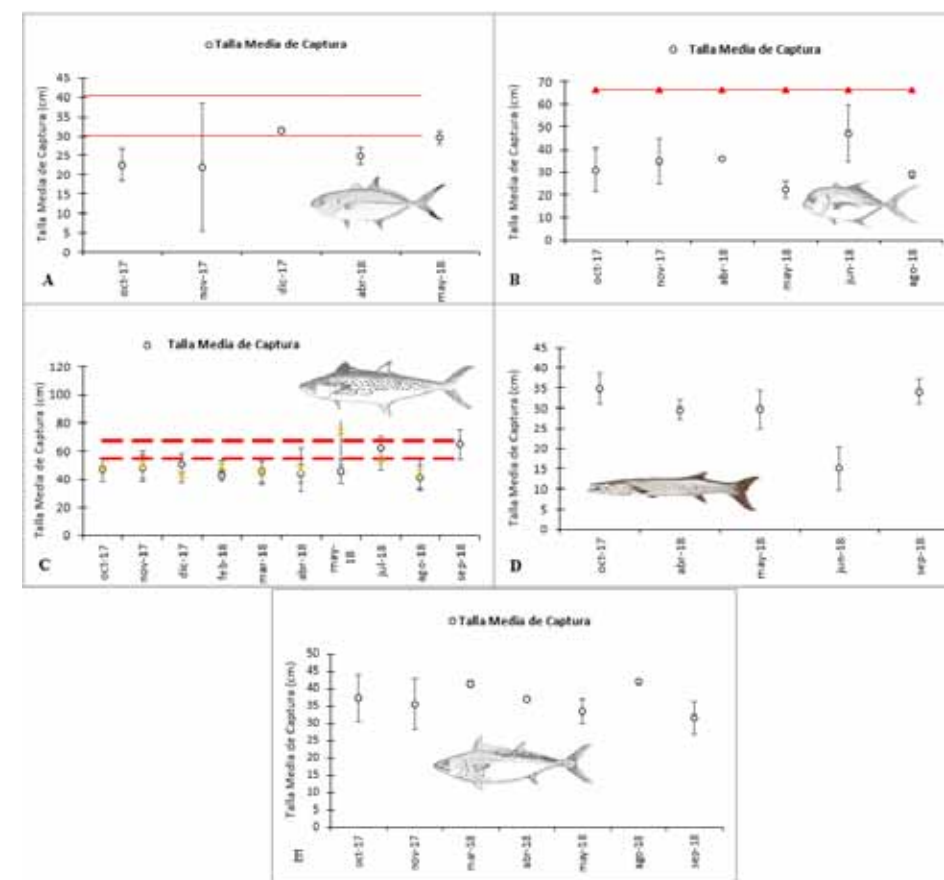 Talla Media de Captura
Talla Media de Captura (cm)
45
40
35
30
25
20
15
10
5
0
oct-17
nov-17
dic-17
abr-18
may-18
A
Talla Media de Captura
Talla Media de Captura (cm)
70
60
50
40
30
20
10
0
oct-17
nov-17
abr-18
may-18
jun-18
ago-18
B
Talla Media de Captura
Talla Media de Captura (cm)
120
100
80
60
40
20
0
oct-17
nov-17
dic-17
feb-18
mar-18
abr-18
may-
18
jul-18
ago-18
sep-18
C
Talla Media de Captura (cm)
45
40
35
30
25
20
15
10
5
0
oct-17
abr-18
may-18
jun-18
sep-18
D
Talla Media de Captura
Talla Media de Captura (cm)
50
45
40
35
30
25
20
15
10
5
0
oct-17
nov-17
mar-18
abr-18
may-18
ago-18
sep-18
E